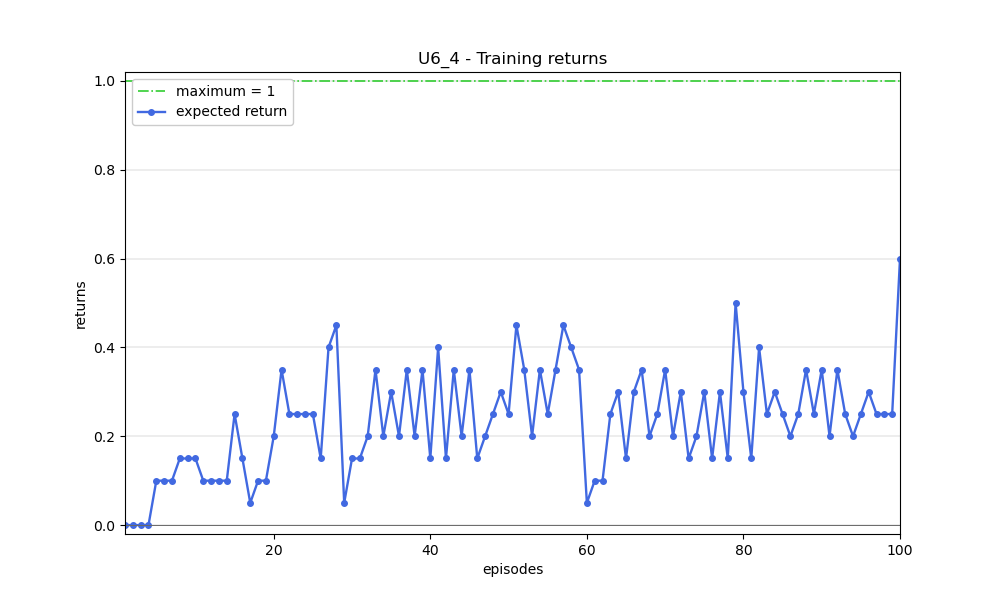 U6_4 - Training returns
maximum = 1
expected return
1.0
0.8
0.6
0.4
0.2
0.0
returns
20
40
60
80
100
episodes